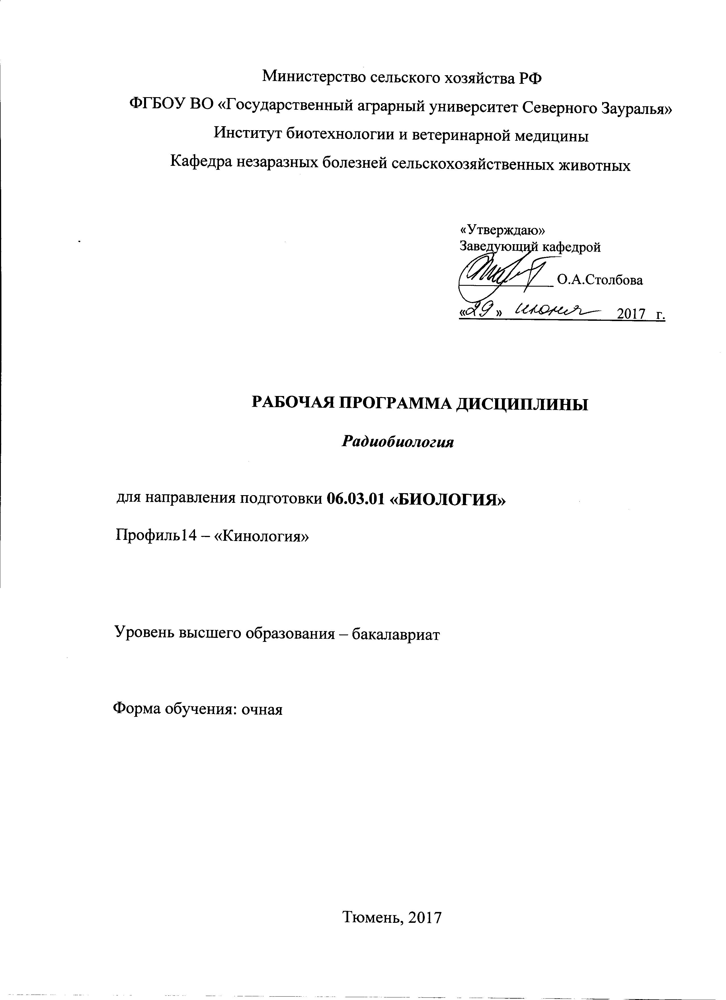 Министерство сельского хозяйства РФ
ФГБОУ ВО «Государственный аграрный университет Северного Зауралья»
Институт биотехнологии и ветеринарной медицины
Кафедра незаразных болезней сельскохозяйственных животных
«Утверждаю»
Заведующий кафедрой
О.А.Столбова
«29» июня 2017 г.
РАБОЧАЯ ПРОГРАММА ДИСЦИПЛИНЫ
Радиобиология
для направления подготовки 06.03.01 «БИОЛОГИЯ»
Профиль14 – «Кинология»
Уровень высшего образования – бакалавриат
Форма обучения: очная
Тюмень, 2017